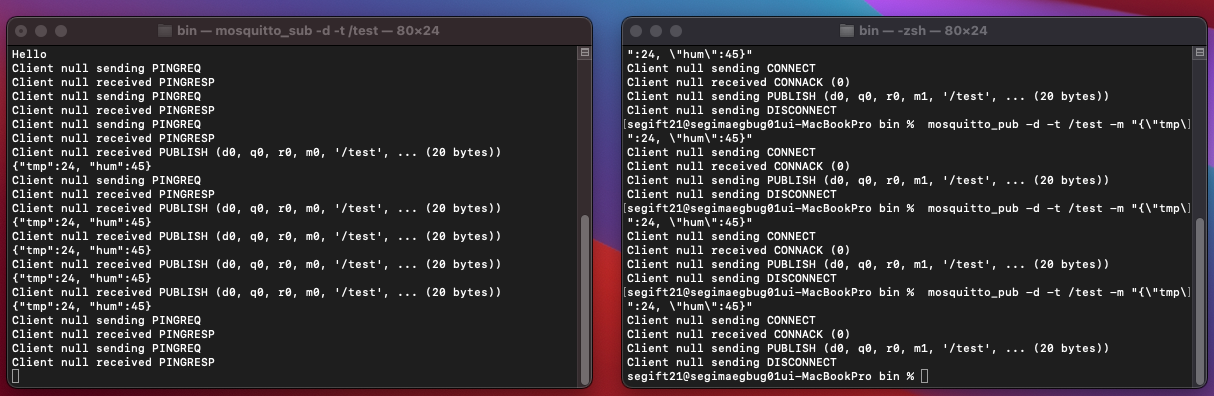 bin — mosquitto_sub -d -t /test — 80×24
Hello
Client null sending PINGREQ
Client null received PINGRESP
Client null sending PINGREQ
Client null received PINGRESP
Client null sending PINGREQ
Client null received PINGRESP
Client null received PUBLISH (d0, q0, r0, m0, '/test', ... (20 bytes))
{"tmp":24, "hum":45}
Client null sending PINGREQ
Client null received PINGRESP
Client null received PUBLISH (d0, q0, r0, m0, '/test', ... (20 bytes))
{"tmp":24, "hum":45}
Client null received PUBLISH (d0, q0, r0, m0, '/test', ... (20 bytes))
{"tmp":24, "hum":45}
Client null received PUBLISH (d0, q0, r0, m0, '/test', ... (20 bytes))
{"tmp":24, "hum":45}
Client null received PUBLISH (d0, q0, r0, m0, '/test', ... (20 bytes))
{"tmp":24, "hum":45}
Client null sending PINGREQ
Client null received PINGRESP
Client null sending PINGREQ
Client null received PINGRESP
bin — -zsh — 80×24
":24, \"hum\":45}"
Client null sending CONNECT
Client null received CONNACK (0)
Client null sending PUBLISH (d0, q0, r0, m1, '/test', ... (20 bytes))
Client null sending DISCONNECT
[segift21@segimaegbug01ui-MacBookPro bin %  mosquitto_pub -d -t /test -m "{\"tmp\]
":24, \"hum\":45}"
Client null sending CONNECT
Client null received CONNACK (0)
Client null sending PUBLISH (d0, q0, r0, m1, '/test', ... (20 bytes))
Client null sending DISCONNECT
[segift21@segimaegbug01ui-MacBookPro bin %  mosquitto_pub -d -t /test -m "{\"tmp\]
":24, \"hum\":45}"
Client null sending CONNECT
Client null received CONNACK (0)
Client null sending PUBLISH (d0, q0, r0, m1, '/test', ... (20 bytes))
Client null sending DISCONNECT
[segift21@segimaegbug01ui-MacBookPro bin %  mosquitto_pub -d -t /test -m "{\"tmp\]
":24, \"hum\":45}"
Client null sending CONNECT
Client null received CONNACK (0)
Client null sending PUBLISH (d0, q0, r0, m1, '/test', ... (20 bytes))
Client null sending DISCONNECT
segift21@segimaegbug01ui-MacBookPro bin %